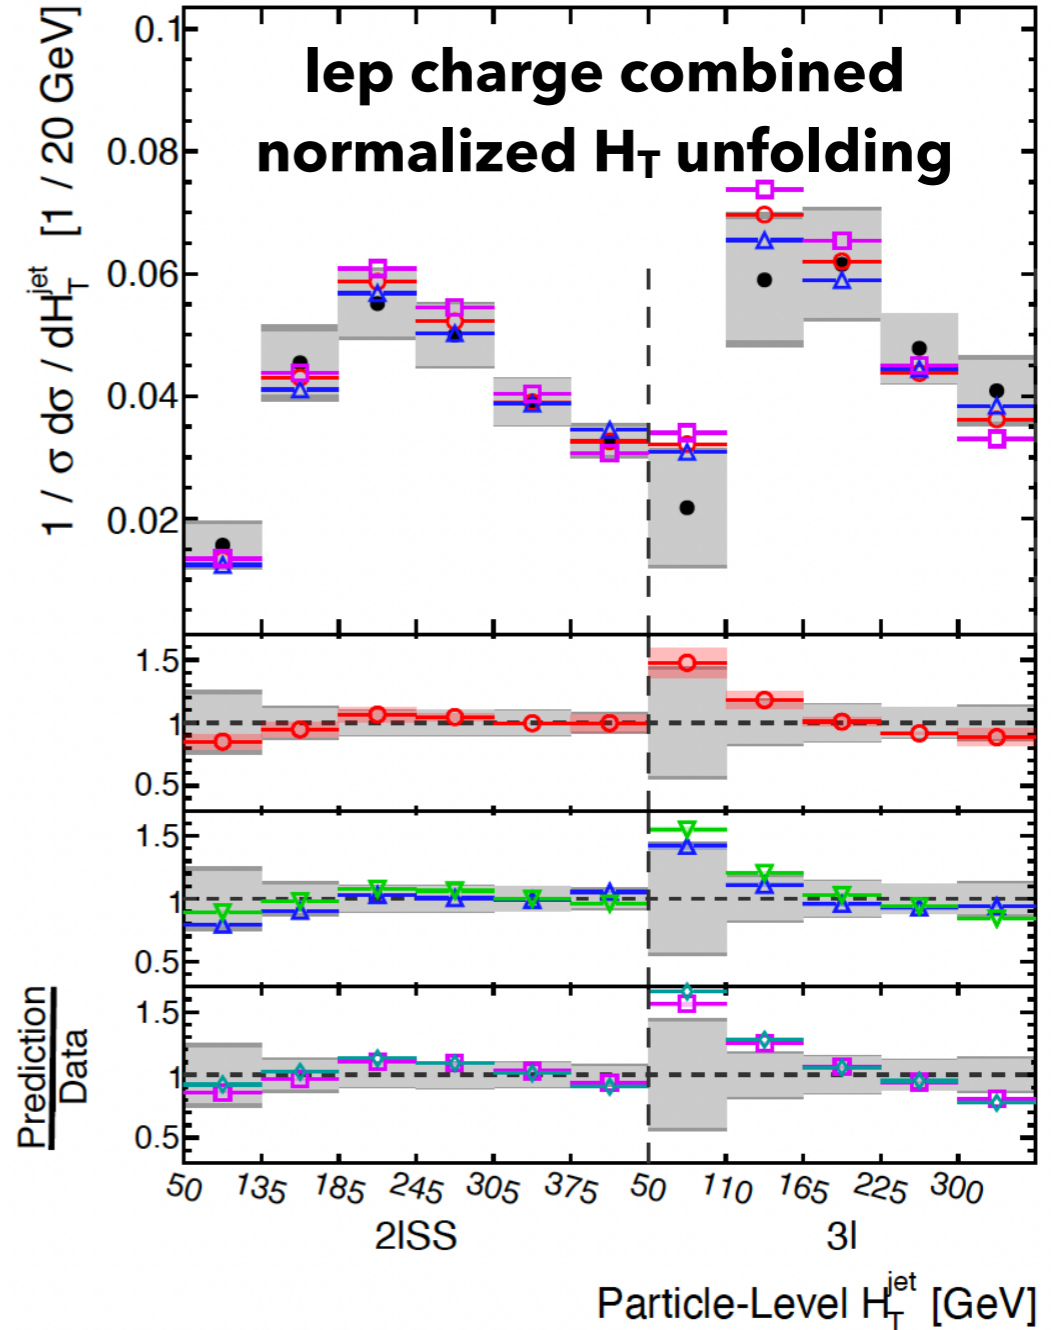 lep charge combined
normalized H_T unfolding
1 / σ dσ / dH_T^jet [1 / 20 GeV]
0.1
0.08
0.06
0.04
0.02
1.5
1
0.5
1.5
1
0.5
Prediction
Data
1.5
1
0.5
50 135 185 245 305 375 50 110 165 225 300
2lSS 3l
Particle-Level H_T^jet [GeV]